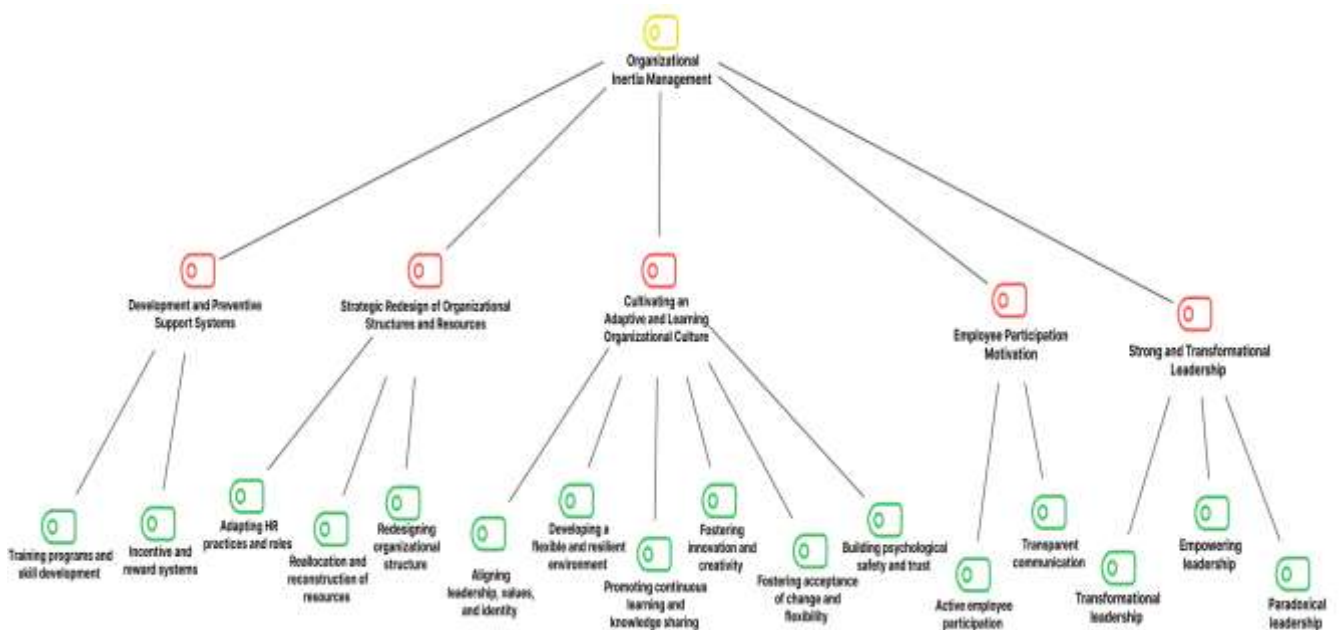 Organizational
Inertia Management
Development and Preventive
Support Systems
Strategic Redesign of Organizational
Structures and Resources
Cultivating an
Adaptive and Learning
Organizational Culture
Employee Participation
Motivation
Strong and Transformational
Leadership
Training programs and
skill development
Incentive and
reward systems
Adapting HR
practices and roles
Reallocation and
reconstruction of
resources
Redesigning
organizational
structure
Aligning
leadership, values,
and identity
Developing a
flexible and resilient
environment
Promoting continuous
learning and
knowledge sharing
Fostering
innovation and
creativity
Fostering acceptance
of change and
flexibility
Building psychological
safety and trust
Active employee
participation
Transparent
communication
Transformational
leadership
Empowering
leadership
Paradoxical
leadership